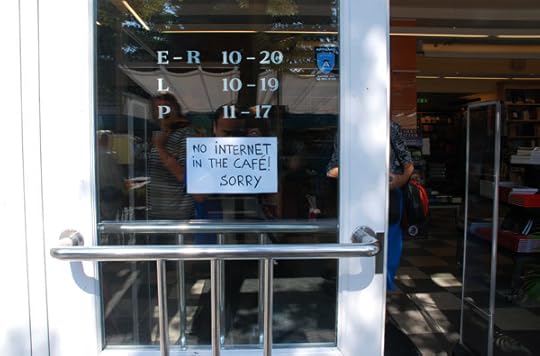 E-R 10-20
L 10-19
P 11-17
NO INTERNET
IN THE CAFÉ!
SORRY